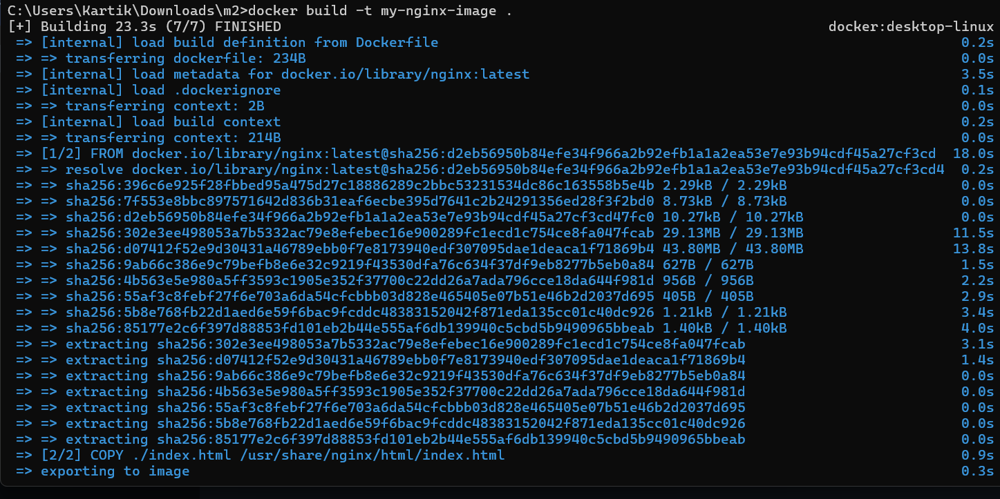 C:\Users\Kartik\Downloads\m2>docker build -t my-nginx-image .
[+] Building 23.3s (7/7) FINISHED docker:desktop-linux
=> [internal] load build definition from Dockerfile 0.2s
=> => transferring dockerfile: 234B 0.0s
=> [internal] load metadata for docker.io/library/nginx:latest 3.5s
=> [internal] load .dockerignore 0.1s
=> => transferring context: 2B 0.0s
=> [internal] load build context 0.2s
=> => transferring context: 214B 0.0s
=> [1/2] FROM docker.io/library/nginx:latest@sha256:d2eb56950b84efe34f966a2b92efb1a1a2ea53e7e93b94cdf45a27cf3cd 18.0s
=> => resolve docker.io/library/nginx:latest@sha256:d2eb56950b84efe34f966a2b92efb1a1a2ea53e7e93b94cdf45a27cf3cd4 0.2s
=> => sha256:396c6e925f28fbbed95a475d27c18886289c2bbc53231534dc86c163558b5e4b 2.29kB / 2.29kB 0.0s
=> => sha256:7f553e8bbc897571642d836b31eaf6ecbe395d7641c2b24291356ed28f3f2bd0 8.73kB / 8.73kB 0.0s
=> => sha256:d2eb56950b84efe34f966a2b92efb1a1a2ea53e7e93b94cdf45a27cf3cd47fc0 10.27kB / 10.27kB 0.0s
=> => sha256:302e3ee498053a7b5332ac79e8efebec16e900289fc1ecd1c754ce8fa047fcab 29.13MB / 29.13MB 11.5s
=> => sha256:d07412f52e9d30431a46789ebb0f7e8173940edf307095dae1deaca1f71869b4 43.80MB / 43.80MB 13.8s
=> => sha256:9ab66c386e9c79befb8e6e32c9219f43530dfa76c634f37df9eb8277b5eb0a84 627B / 627B 1.5s
=> => sha256:4b563e5e980a5ff3593c1905e352f37700c22dd26a7ada796cce18da644f981d 956B / 956B 2.2s
=> => sha256:55af3c8febf27f6e703a6da54cfcbbb03d828e465405e07b51e46b2d2037d695 405B / 405B 2.9s
=> => sha256:5b8e768fb22d1aed6e59f6bac9fcddc48383152042f871eda135cc01c40dc926 1.21kB / 1.21kB 3.4s
=> => sha256:85177e2c6f397d88853fd101eb2b44e555af6db139940c5cbd5b9490965bbeab 1.40kB / 1.40kB 4.0s
=> => extracting sha256:302e3ee498053a7b5332ac79e8efebec16e900289fc1ecd1c754ce8fa047fcab 3.1s
=> => extracting sha256:d07412f52e9d30431a46789ebb0f7e8173940edf307095dae1deaca1f71869b4 1.4s
=> => extracting sha256:9ab66c386e9c79befb8e6e32c9219f43530dfa76c634f37df9eb8277b5eb0a84 0.0s
=> => extracting sha256:4b563e5e980a5ff3593c1905e352f37700c22dd26a7ada796cce18da644f981d 0.0s
=> => extracting sha256:55af3c8febf27f6e703a6da54cfcbbb03d828e465405e07b51e46b2d2037d695 0.0s
=> => extracting sha256:5b8e768fb22d1aed6e59f6bac9fcddc48383152042f871eda135cc01c40dc926 0.0s
=> => extracting sha256:85177e2c6f397d88853fd101eb2b44e555af6db139940c5cbd5b9490965bbeab 0.0s
=> [2/2] COPY ./index.html /usr/share/nginx/html/index.html 0.9s
=> exporting to image 0.3s